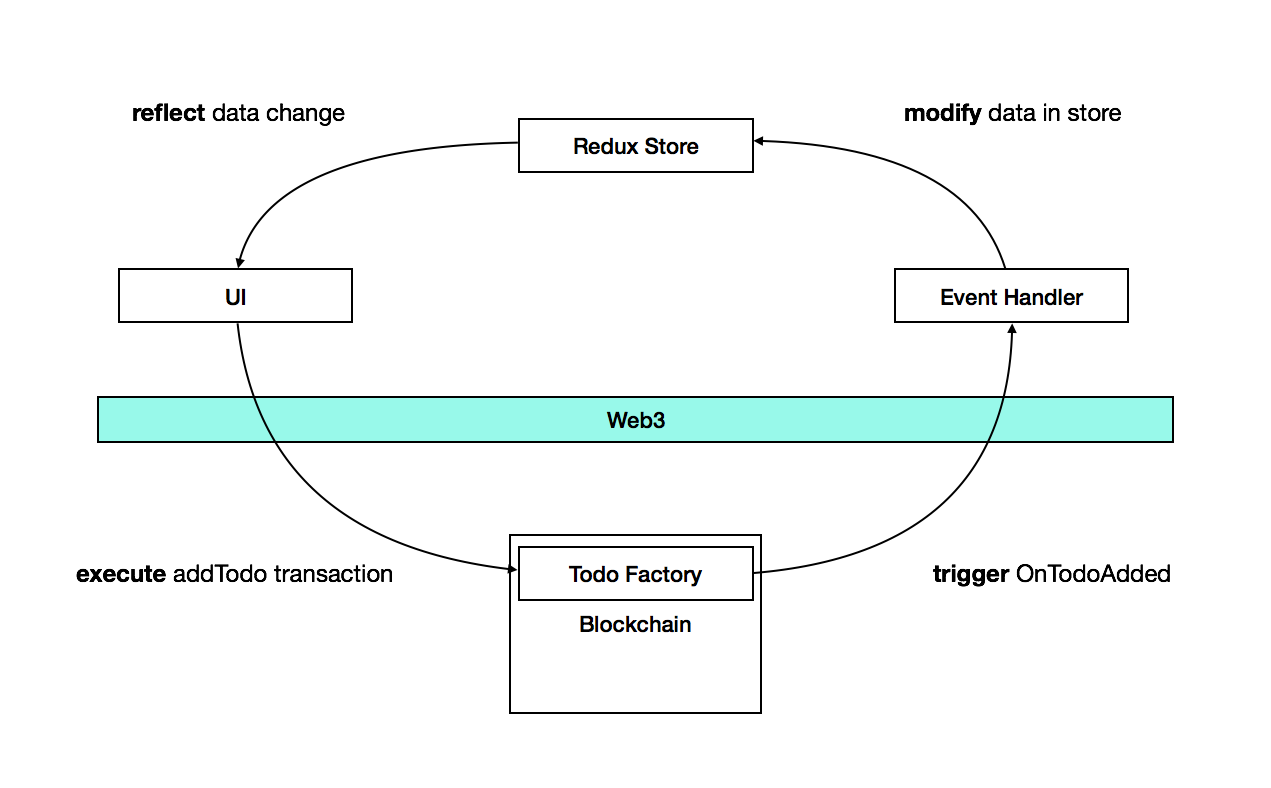 reflect data change
modify data in store
Redux Store
UI
Event Handler
Web3
execute addTodo transaction
Todo Factory
trigger OnTodoAdded
Blockchain